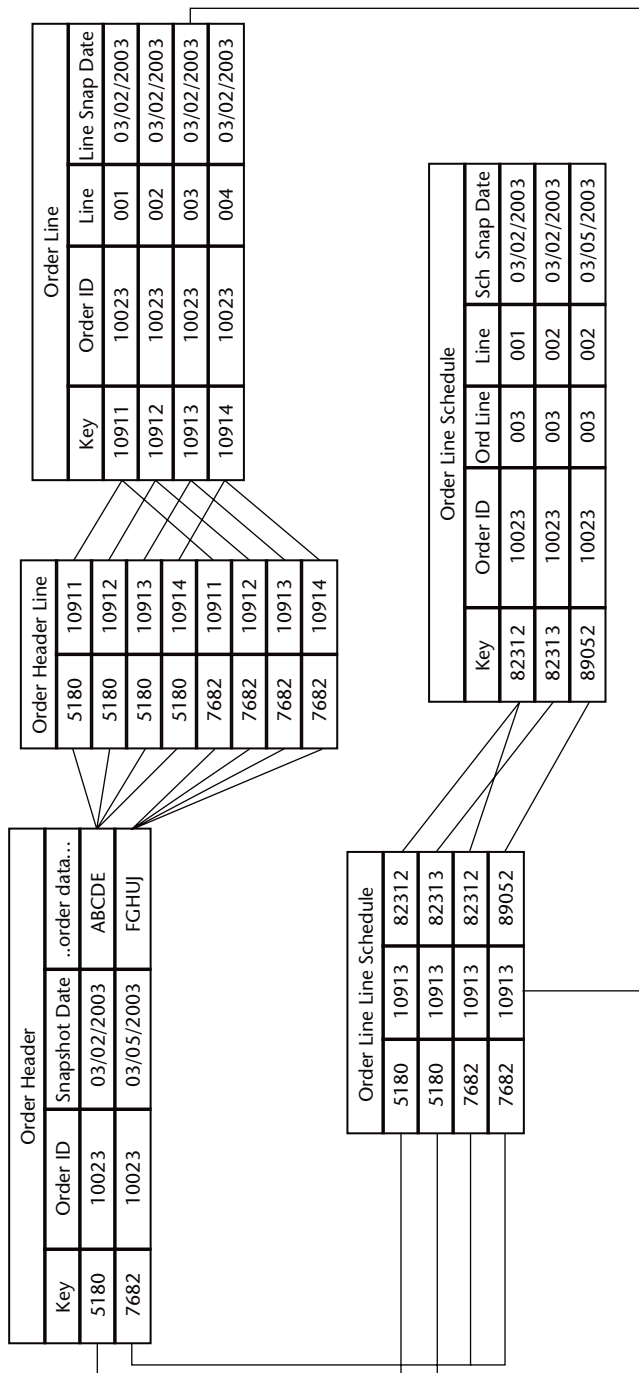 Order Header
Key Order ID Snapshot Date ..order data...
5180 10023 03/02/2003 ABCDE
7682 10023 03/05/2003 FGHIJ
Order Header Line
5180 10911
5180 10912
5180 10913
5180 10914
7682 10911
7682 10912
7682 10913
7682 10914
Order Line
Key Order ID Line Line Snap Date
10911 10023 001 03/02/2003
10912 10023 002 03/02/2003
10913 10023 003 03/02/2003
10914 10023 004 03/02/2003
Order Line Line Schedule
5180 10913 82312
5180 10913 82313
7682 10913 82312
7682 10913 89052
Order Line Schedule
Key Order ID Ord Line Line Sch Snap Date
82312 10023 003 001 03/02/2003
82313 10023 003 002 03/02/2003
89052 10023 003 002 03/05/2003